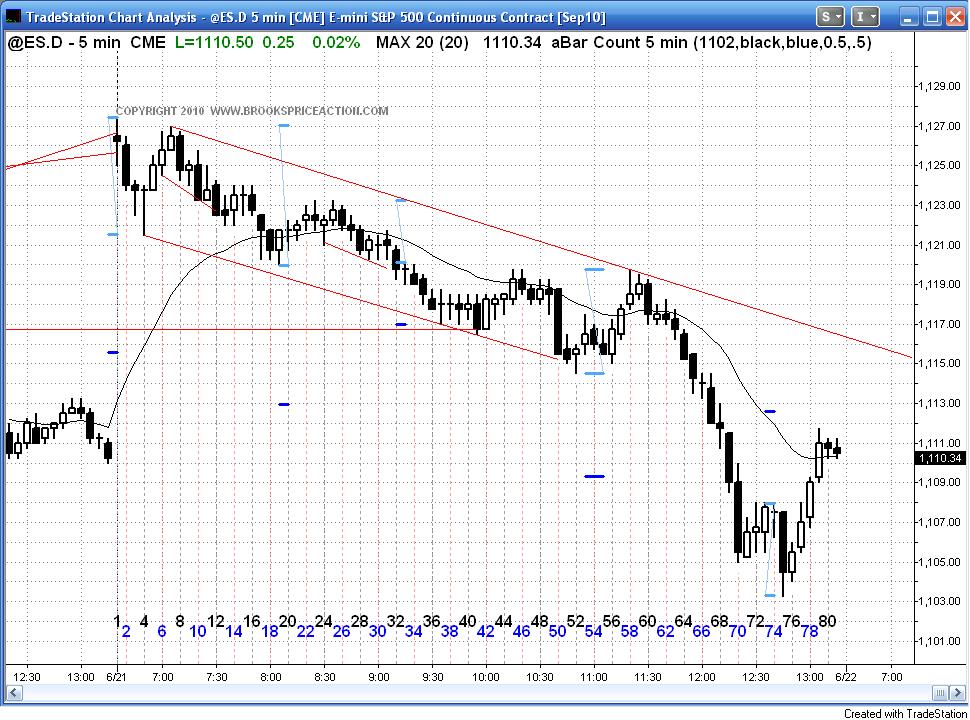 TradeStation Chart Analysis - @ES.D 5 min [CME] E-mini S&P 500 Continuous Contract [Sep10]
S I
@ES.D - 5 min CME L=1110.50 0.25 0.02% MAX 20 (20) 1110.34 aBar Count 5 min (1102,black,blue,0.5,.5)
COPYRIGHT 2010 WWW.BROOKSPRICEACTION.COM
1,129.00
1,127.00
1,125.00
1,123.00
1,121.00
1,119.00
1,117.00
1,115.00
1,113.00
1,111.00
1,110.34
1,109.00
1,107.00
1,105.00
1,103.00
1,101.00
1 4 8 12 16 20 24 28 32 36 40 44 48 52 56 60 64 68 72 76 80
2 6 10 14 18 22 26 30 34 38 42 46 50 54 58 62 66 70 74 78
12:30 13:00 6/21 7:00 7:30 8:00 8:30 9:00 9:30 10:00 10:30 11:00 11:30 12:00 12:30 13:00 6/22 7:00
Created with TradeStation